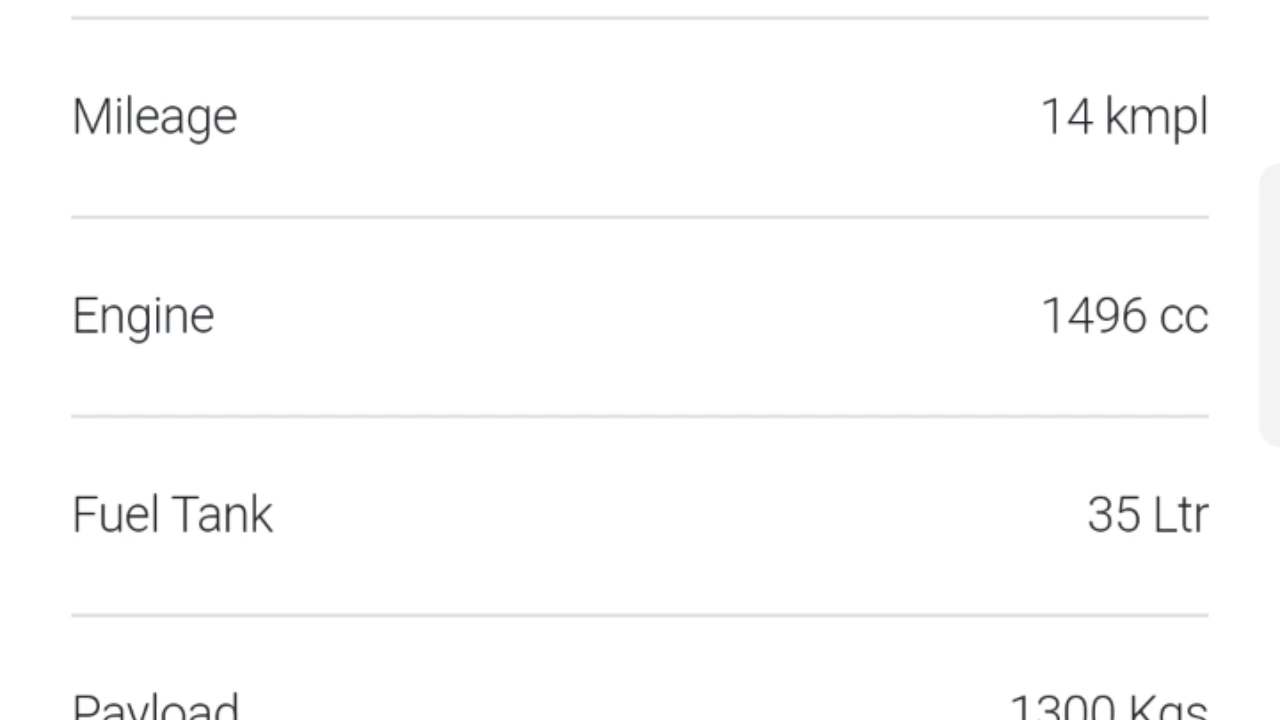 Mileage 14 kmpl
Engine 1496 cc
Fuel Tank 35 Ltr
Payload 1300 Kgs